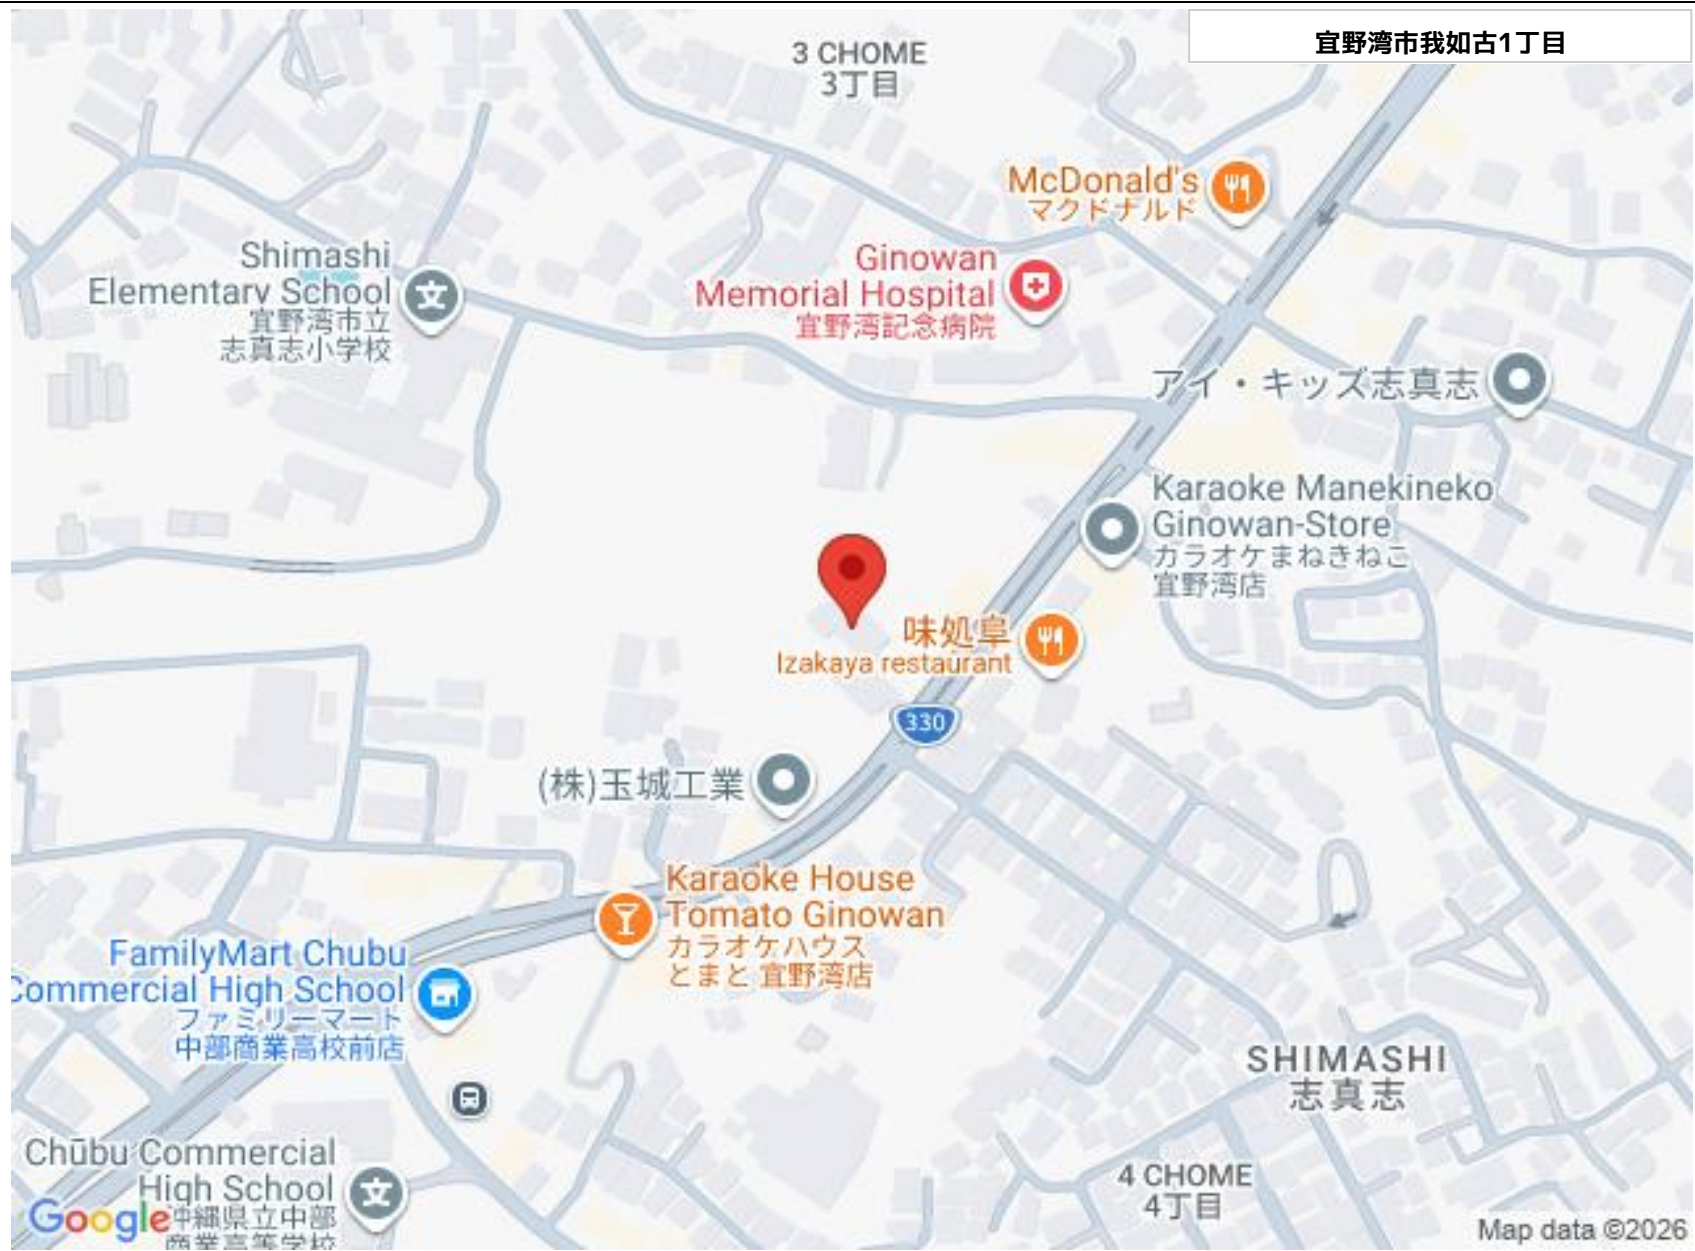 宜野湾市我如古1丁目
3 CHOME
3丁目
McDonald's
マクドナルド
Shimashi
Elementary School
宜野湾市立
志真志小学校
Ginowan
Memorial Hospital
宜野湾記念病院
アイ・キッズ志真志
Karaoke Manekineko
Ginowan-Store
カラオケまねきねこ
宜野湾店
味処阜
Izakaya restaurant
330
(株)玉城工業
Karaoke House
Tomato Ginowan
カラオケハウス
とまと 宜野湾店
FamilyMart Chubu
Commercial High School
ファミリーマート
中部商業高校前店
SHIMASHI
志真志
Chūbu Commercial
High School
沖縄県立中部
商業高等学校
4 CHOME
4丁目
Google
Map data ©2026